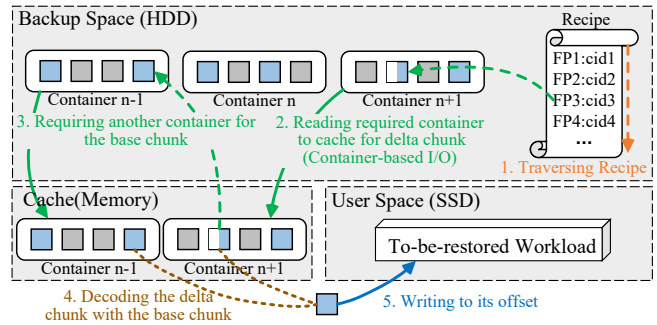 Backup Space (HDD)
Recipe
FP1:cid1
FP2:cid2
FP3:cid3
FP4:cid4
...
Container n-1
Container n
Container n+1
3. Requiring another container for
the base chunk
2. Reading required container
to cache for delta chunk
(Container-based I/O)
1. Traversing Recipe
Cache(Memory)
User Space (SSD)
Container n-1
Container n+1
To-be-restored Workload
4. Decoding the delta
chunk with the base chunk
5. Writing to its offset